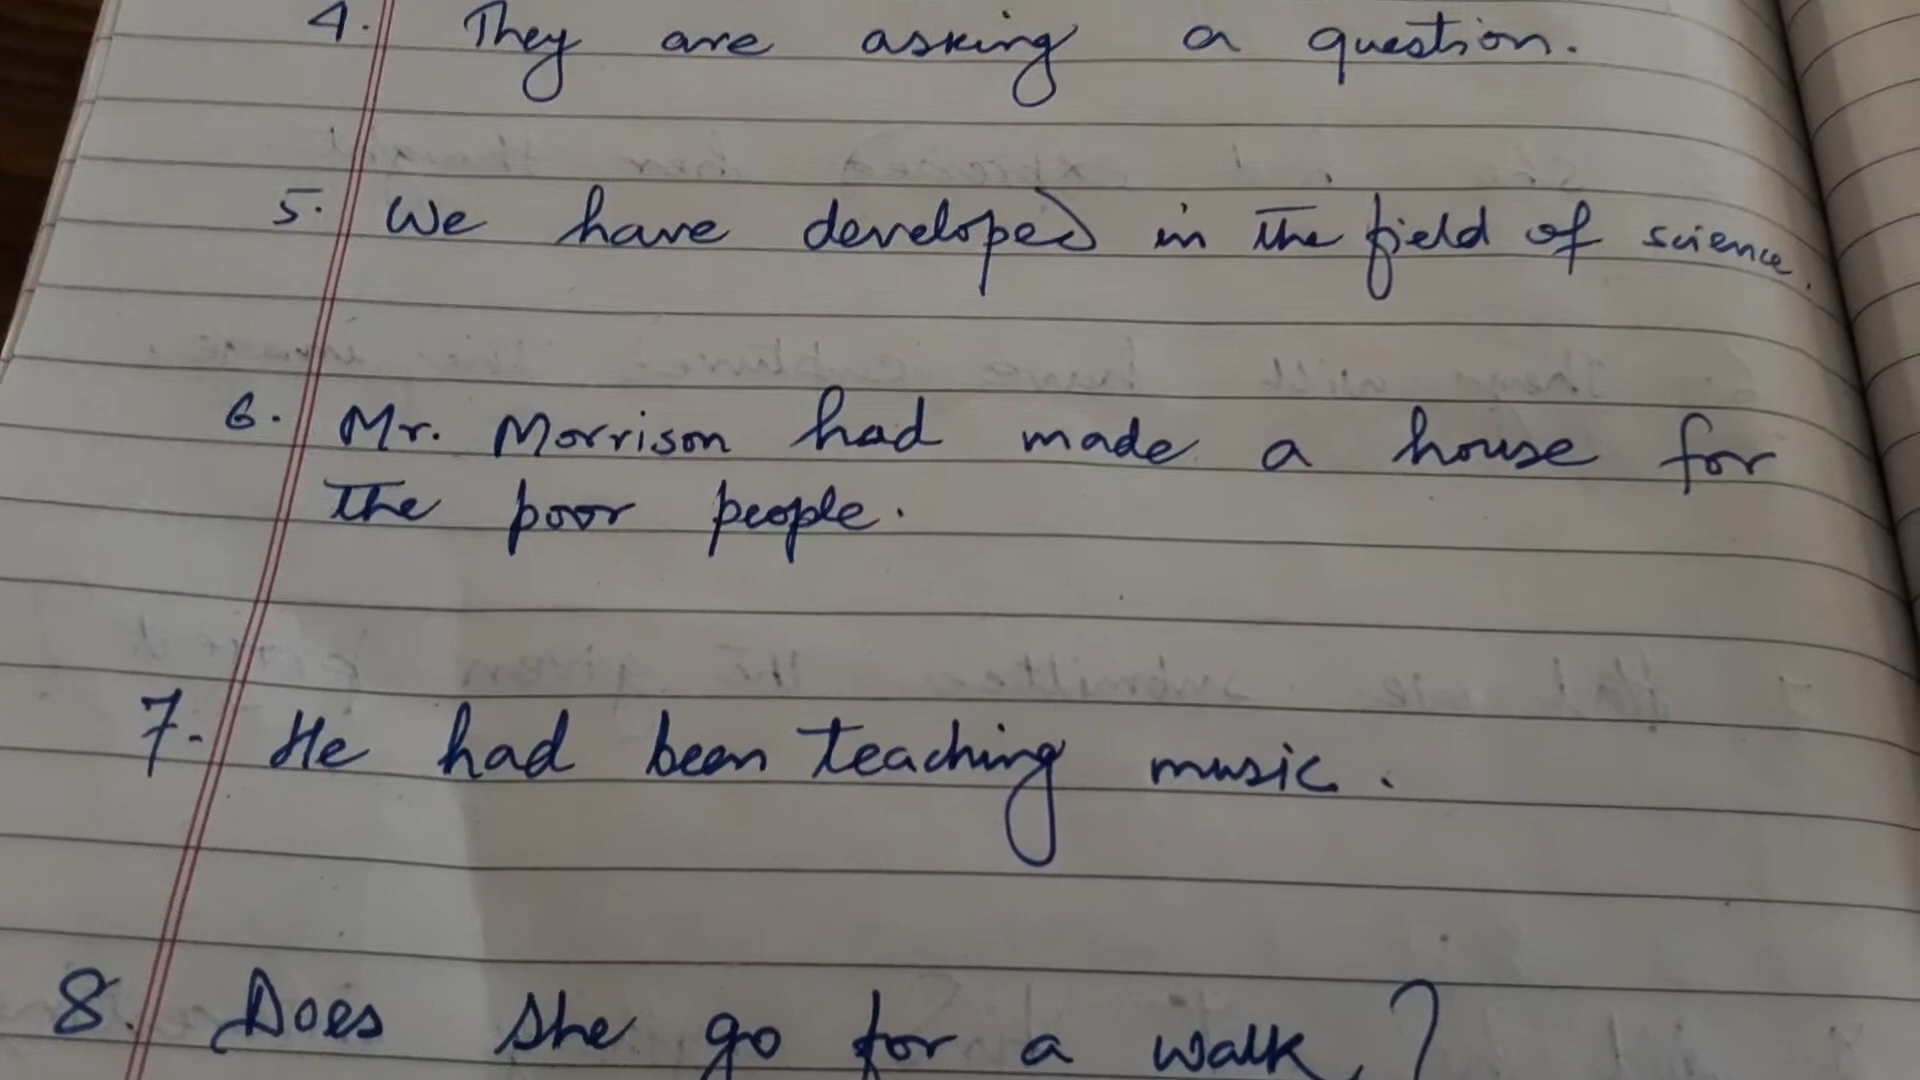 4. They are asking a question.
5. We have developed in the field of science.
6. Mr. Morrison had made a house for
the poor people.
7. He had been teaching music.
8. Does she go for a walk?